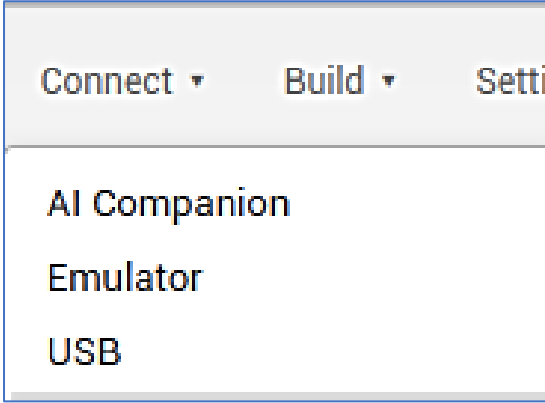 Connect ▾ Build ▾ Setti
AI Companion
Emulator
USB